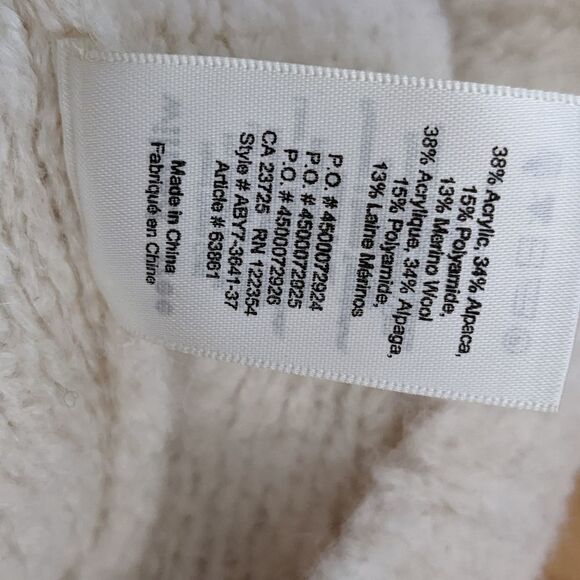 38% Acrylic, 34% Alpaca,
15% Polyamide,
13% Merino Wool
38% Acrylique, 34% Alpaga,
15% Polyamide,
13% Laine Mérinos
P.O. #4500072924
P.O. # 4500072925
P.O. # 4500072926
CA 23725 RN 122354
Style # ABYF-3641-37
Article # 63861
Made in China
Fabriqué en Chine